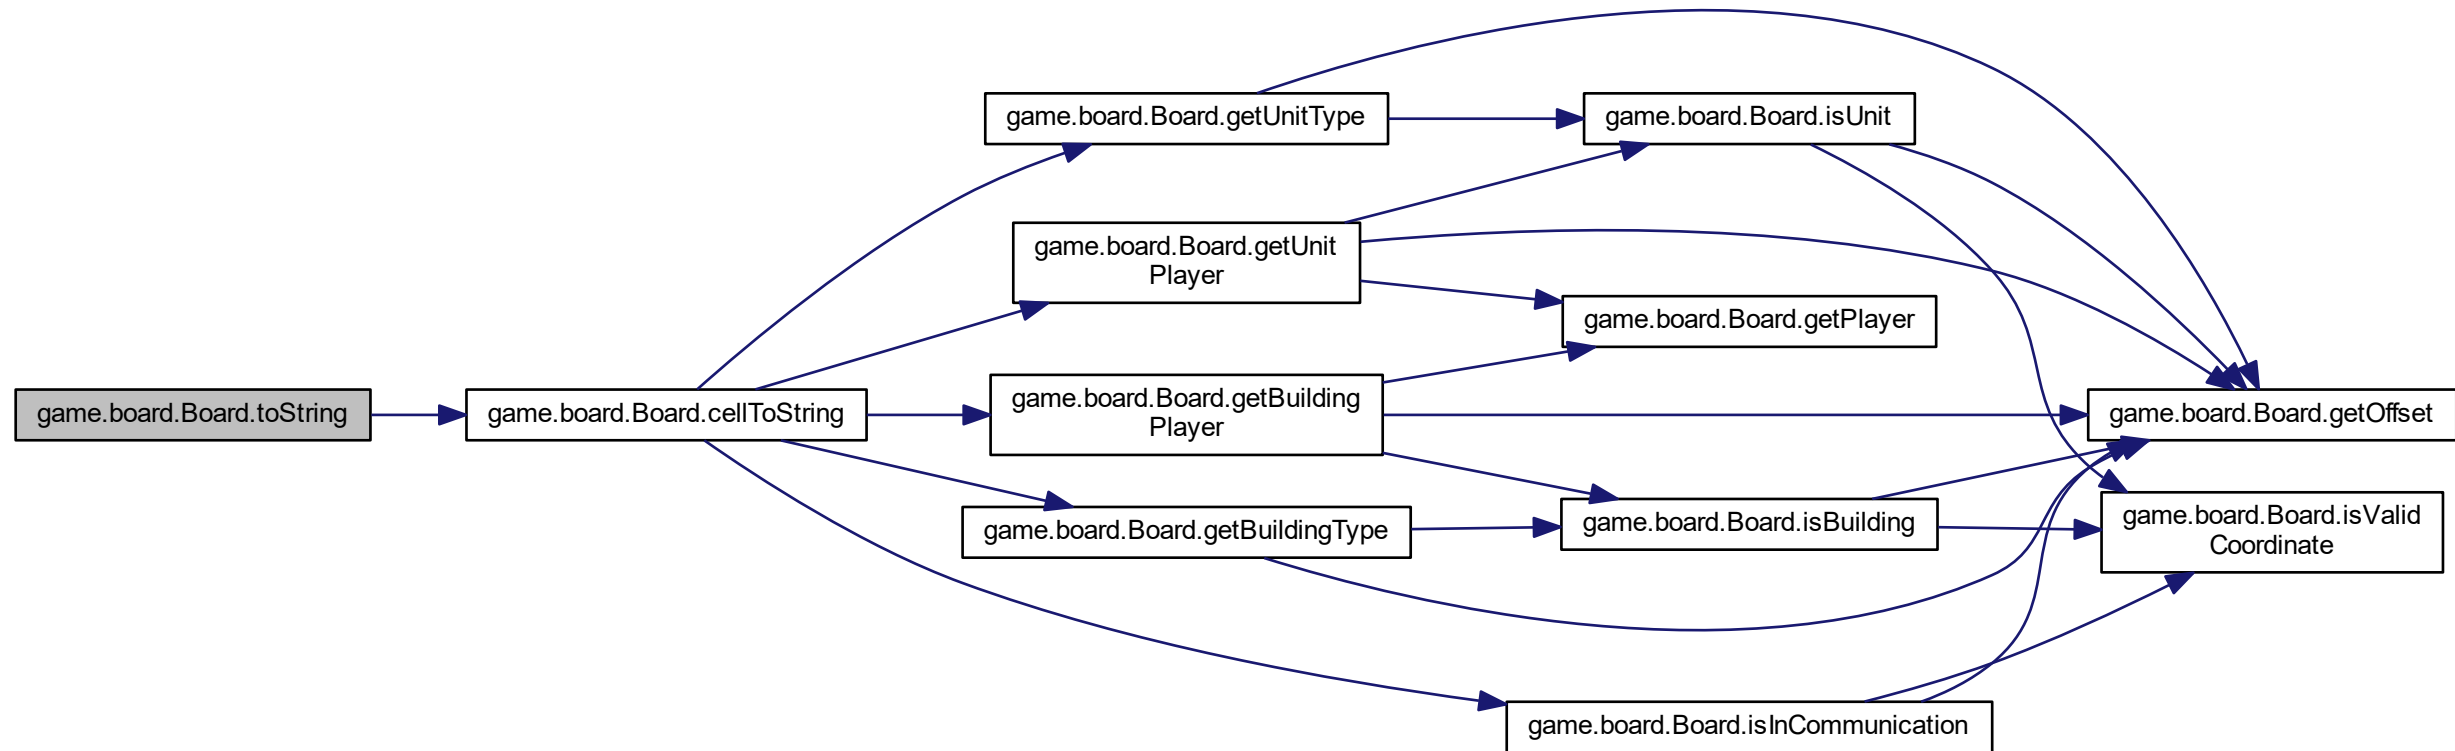 game.board.Board.toString
game.board.Board.cellToString
game.board.Board.getUnitType
game.board.Board.getUnit
Player
game.board.Board.getBuilding
Player
game.board.Board.getBuildingType
game.board.Board.isUnit
game.board.Board.getPlayer
game.board.Board.isBuilding
game.board.Board.isInCommunication
game.board.Board.getOffset
game.board.Board.isValid
Coordinate